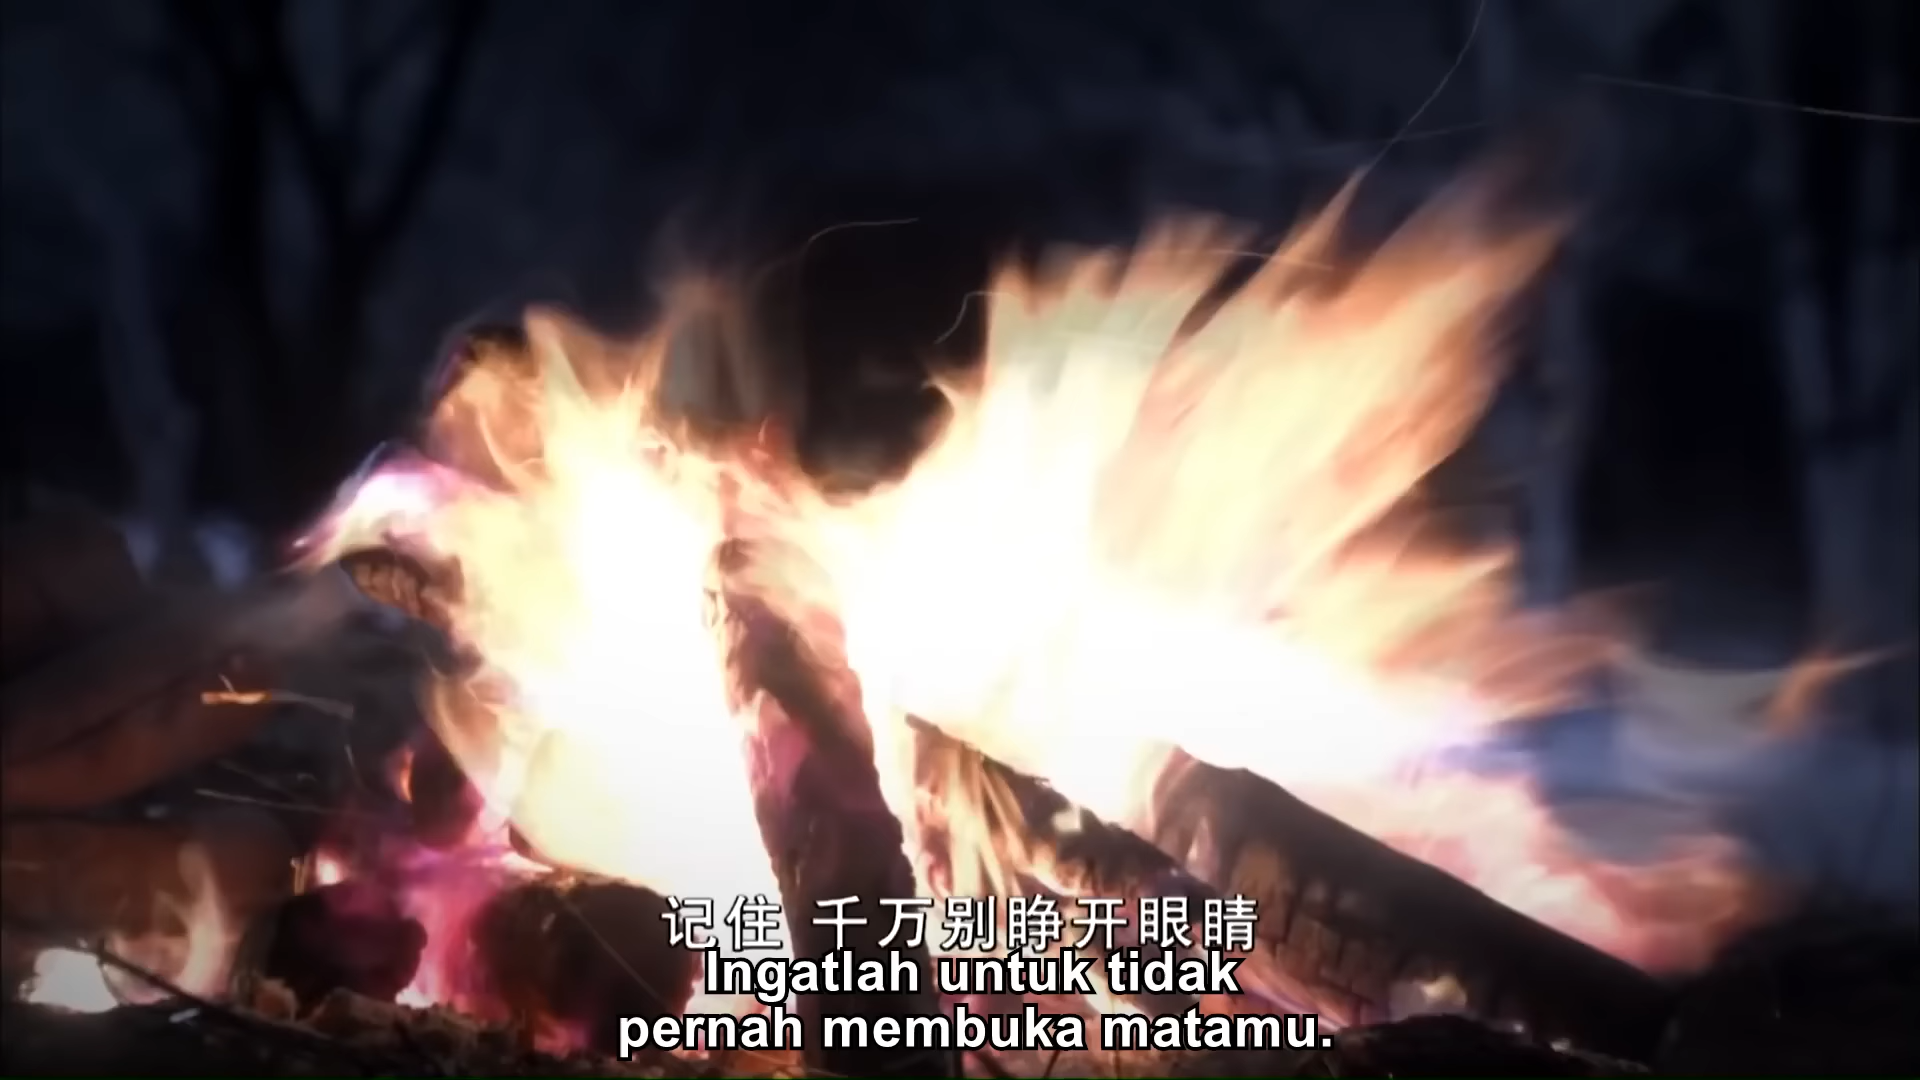 记住 千万别睁开眼睛
Ingatlah untuk tidak
pernah membuka matamu.